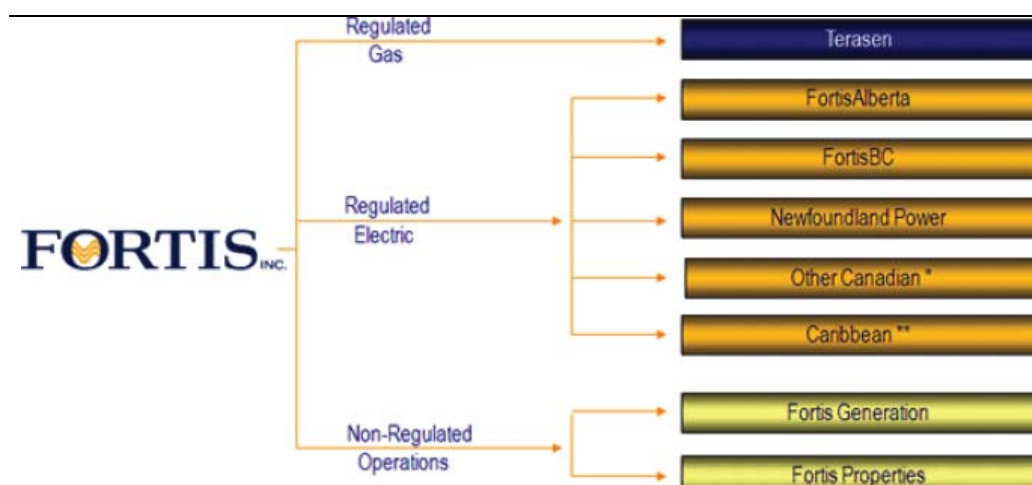 Regulated
Gas
Terasen
FortisAlberta
FortisBC
Regulated
Electric
Newfoundland Power
FORTIS INC.
Other Canadian *
Caribbean **
Fortis Generation
Non-Regulated
Operations
Fortis Properties